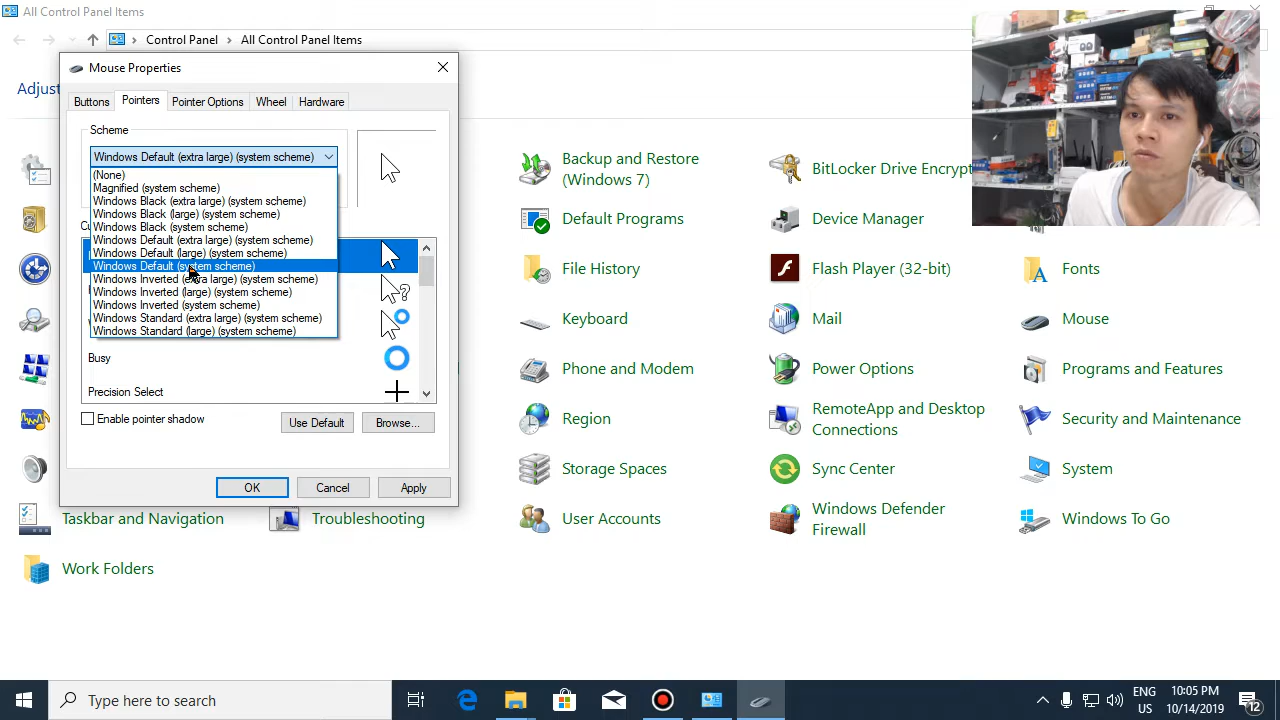 All Control Panel Items
Control Panel
All Control Panel Items
Adjust
Mouse Properties
Buttons
Pointers
Pointer Options
Wheel
Hardware
Scheme
Windows Default (extra large) (system scheme)
(None)
Magnified (system scheme)
Windows Black (extra large) (system scheme)
Windows Black (large) (system scheme)
Windows Black (system scheme)
Windows Default (extra large) (system scheme)
Windows Default (large) (system scheme)
Windows Default (system scheme)
Windows Inverted (extra large) (system scheme)
Windows Inverted (large) (system scheme)
Windows Inverted (system scheme)
Windows Standard (extra large) (system scheme)
Windows Standard (large) (system scheme)
Busy
Precision Select
Enable pointer shadow
Use Default
Browse...
OK
Cancel
Apply
Backup and Restore
(Windows 7)
BitLocker Drive Encrypt
Default Programs
Device Manager
File History
Flash Player (32-bit)
Fonts
Keyboard
Mail
Mouse
Phone and Modem
Power Options
Programs and Features
Region
RemoteApp and Desktop
Connections
Security and Maintenance
Storage Spaces
Sync Center
System
Taskbar and Navigation
Troubleshooting
User Accounts
Windows Defender
Firewall
Windows To Go
Work Folders
Type here to search
ENG
US
10:05 PM
10/14/2019
12